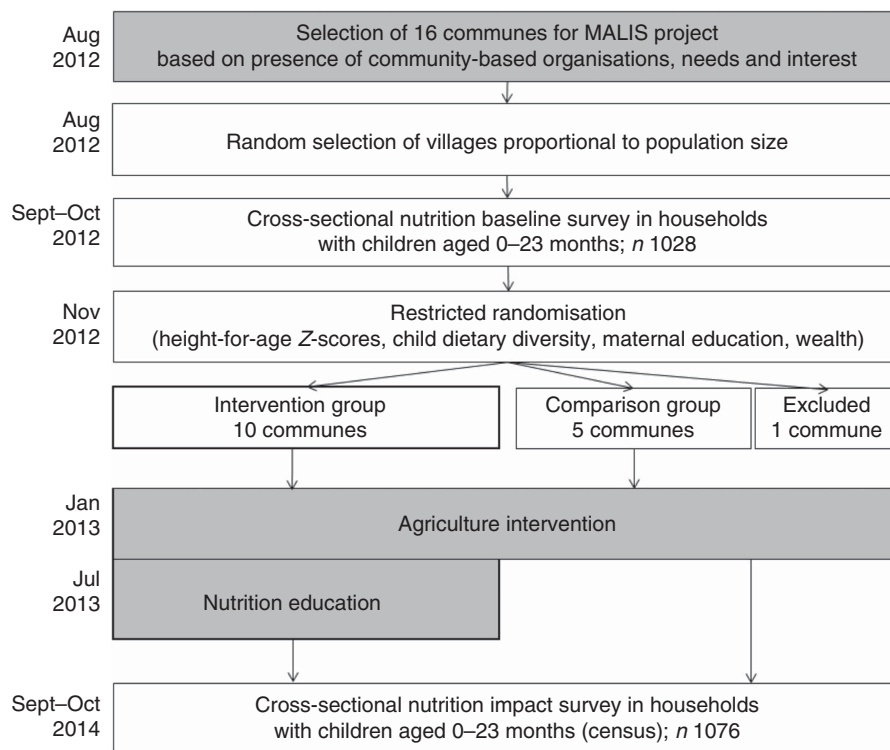 Aug
2012
Selection of 16 communes for MALIS project
based on presence of community-based organisations, needs and interest
Aug
2012
Random selection of villages proportional to population size
Sept–Oct
2012
Cross-sectional nutrition baseline survey in households
with children aged 0–23 months; n 1028
Nov
2012
Restricted randomisation
(height-for-age Z-scores, child dietary diversity, maternal education, wealth)
Intervention group
10 communes
Comparison group
5 communes
Excluded
1 commune
Jan
2013
Agriculture intervention
Jul
2013
Nutrition education
Sept–Oct
2014
Cross-sectional nutrition impact survey in households
with children aged 0–23 months (census); n 1076